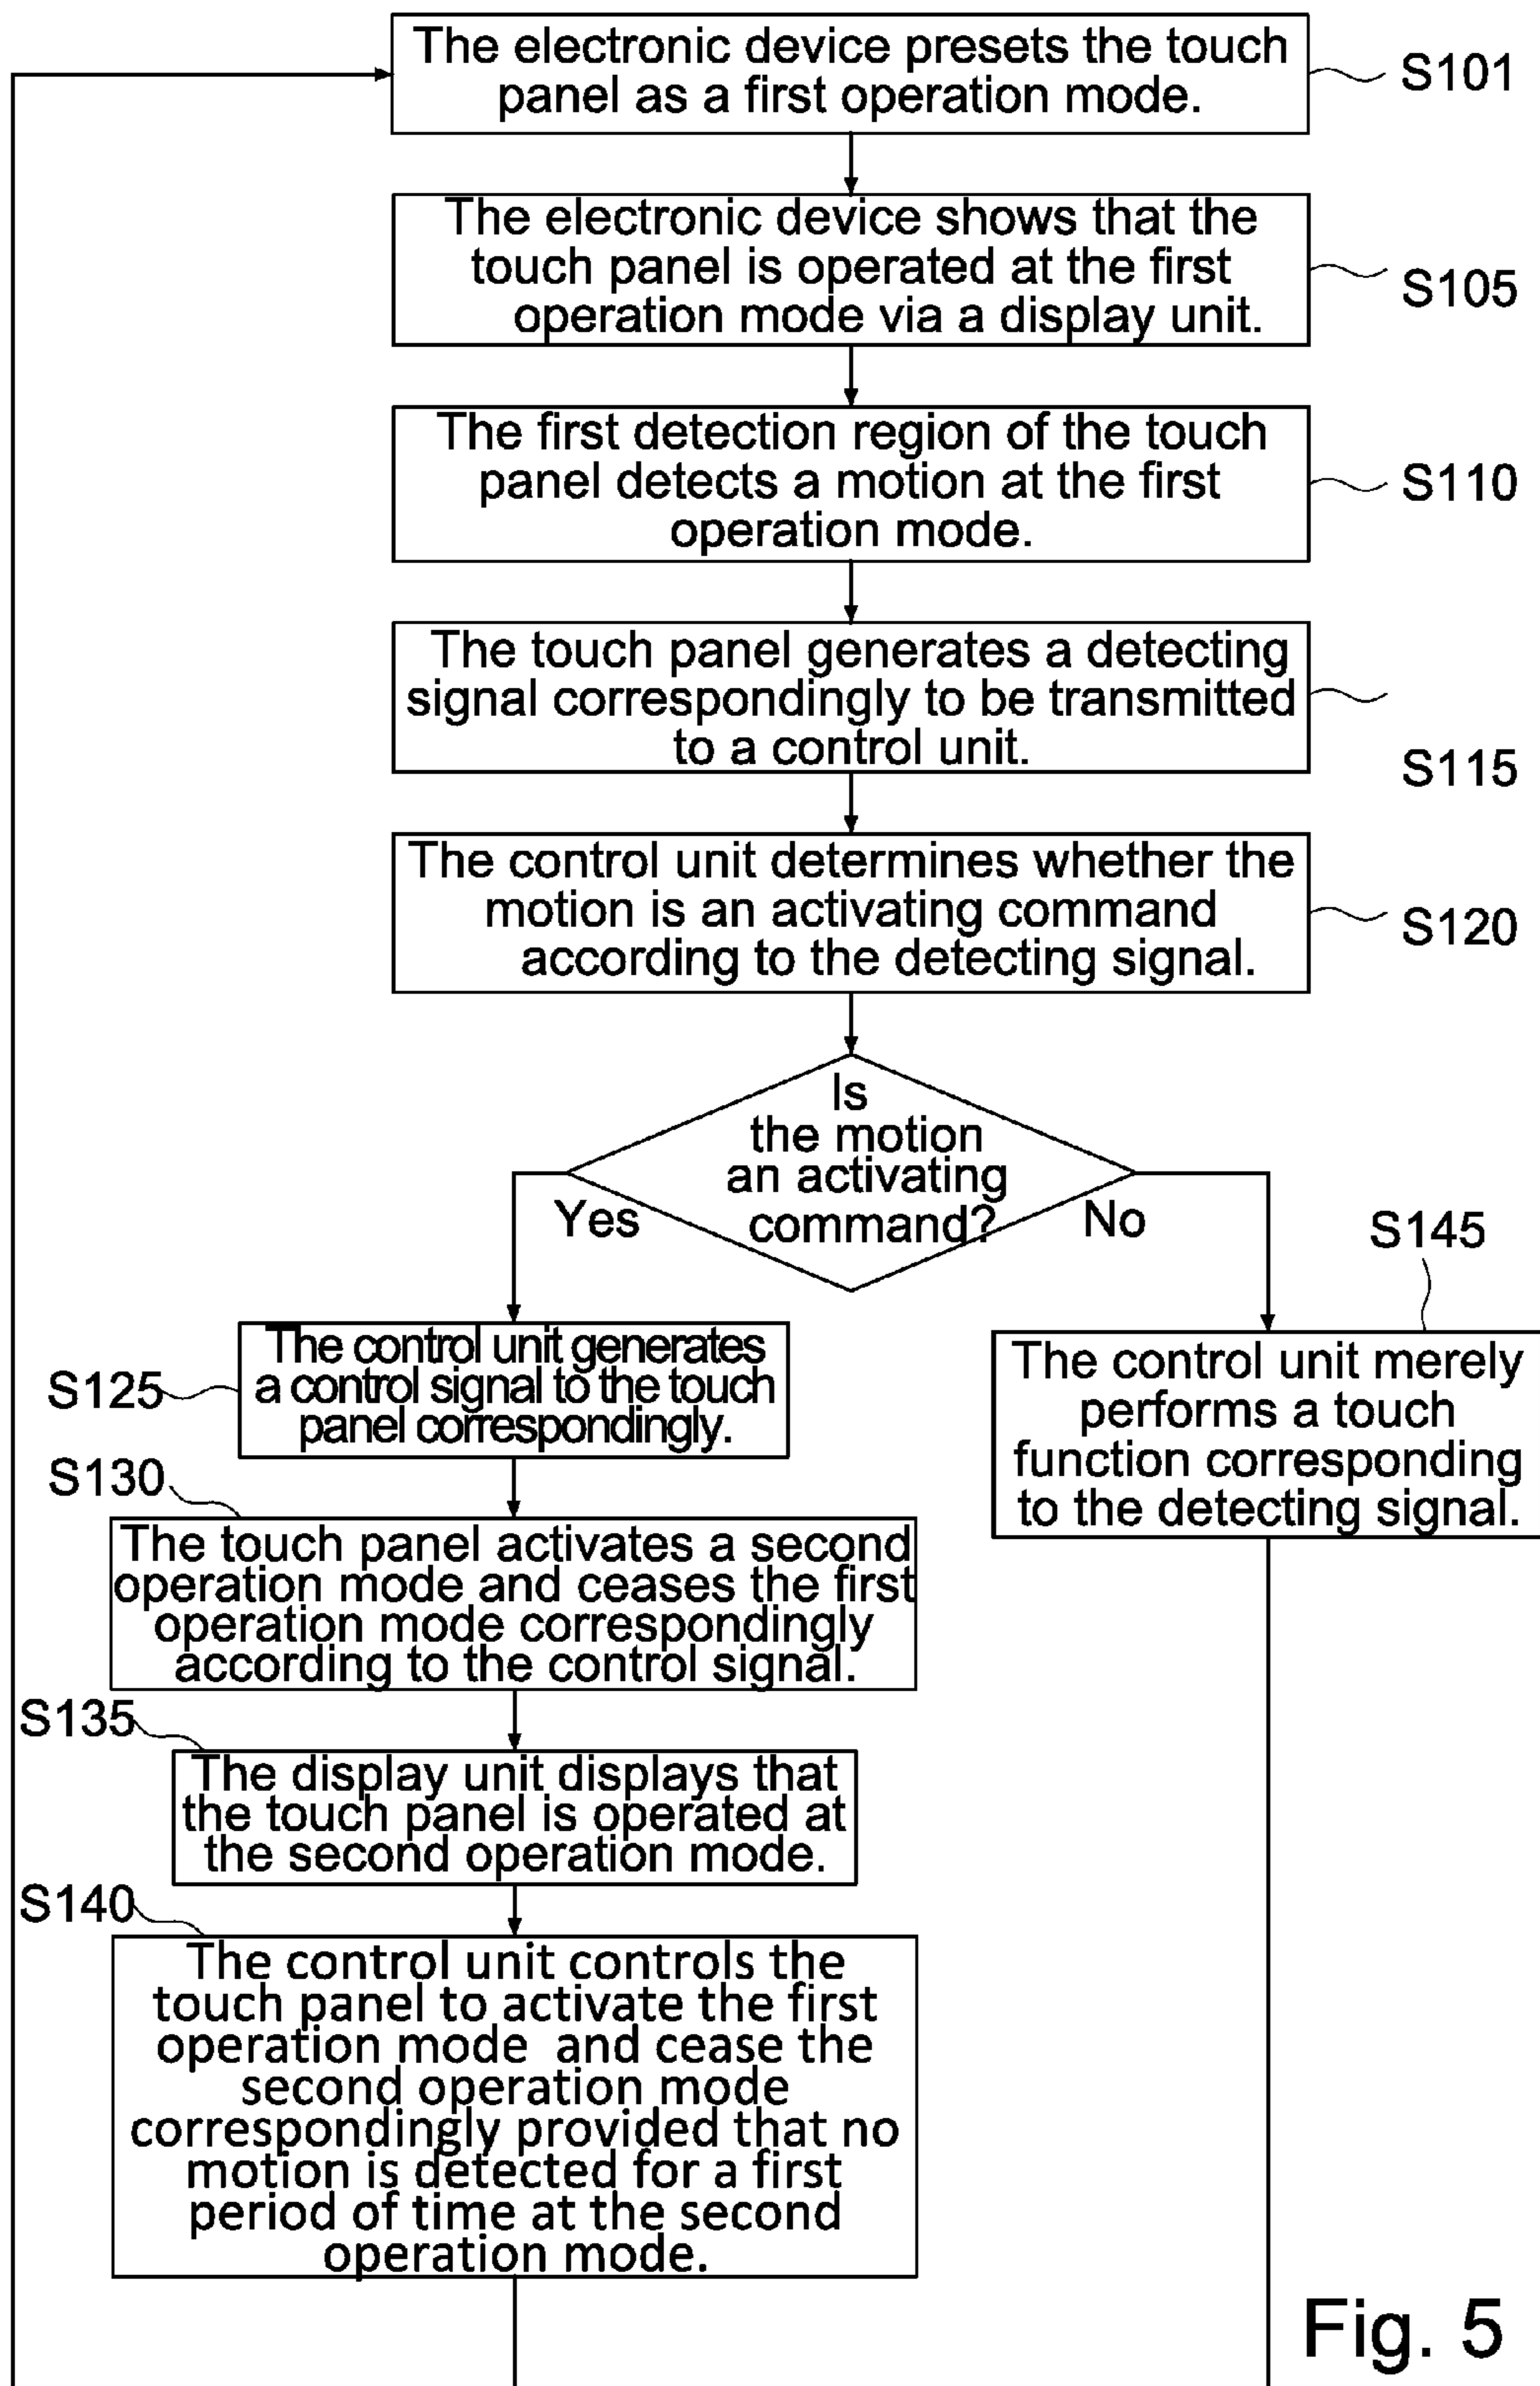 The electronic device presets the touch
panel as a first operation mode.
S101
The electronic device shows that the
touch panel is operated at the first
operation mode via a display unit.
S105
The first detection region of the touch
panel detects a motion at the first
operation mode.
S110
The touch panel generates a detecting
signal correspondingly to be transmitted
to a control unit.
S115
The control unit determines whether the
motion is an activating command
according to the detecting signal.
S120
Is
the motion
an activating
command?
Yes
No
S125
The control unit generates
a control signal to the touch
panel correspondingly.
S145
The control unit merely
performs a touch
function corresponding
to the detecting signal.
S130
The touch panel activates a second
operation mode and ceases the first
operation mode correspondingly
according to the control signal.
S135
The display unit displays that
the touch panel is operated at
the second operation mode.
S140
The control unit controls the
touch panel to activate the first
operation mode  and cease the
second operation mode
correspondingly provided that no
motion is detected for a first
period of time at the second
operation mode.
Fig. 5